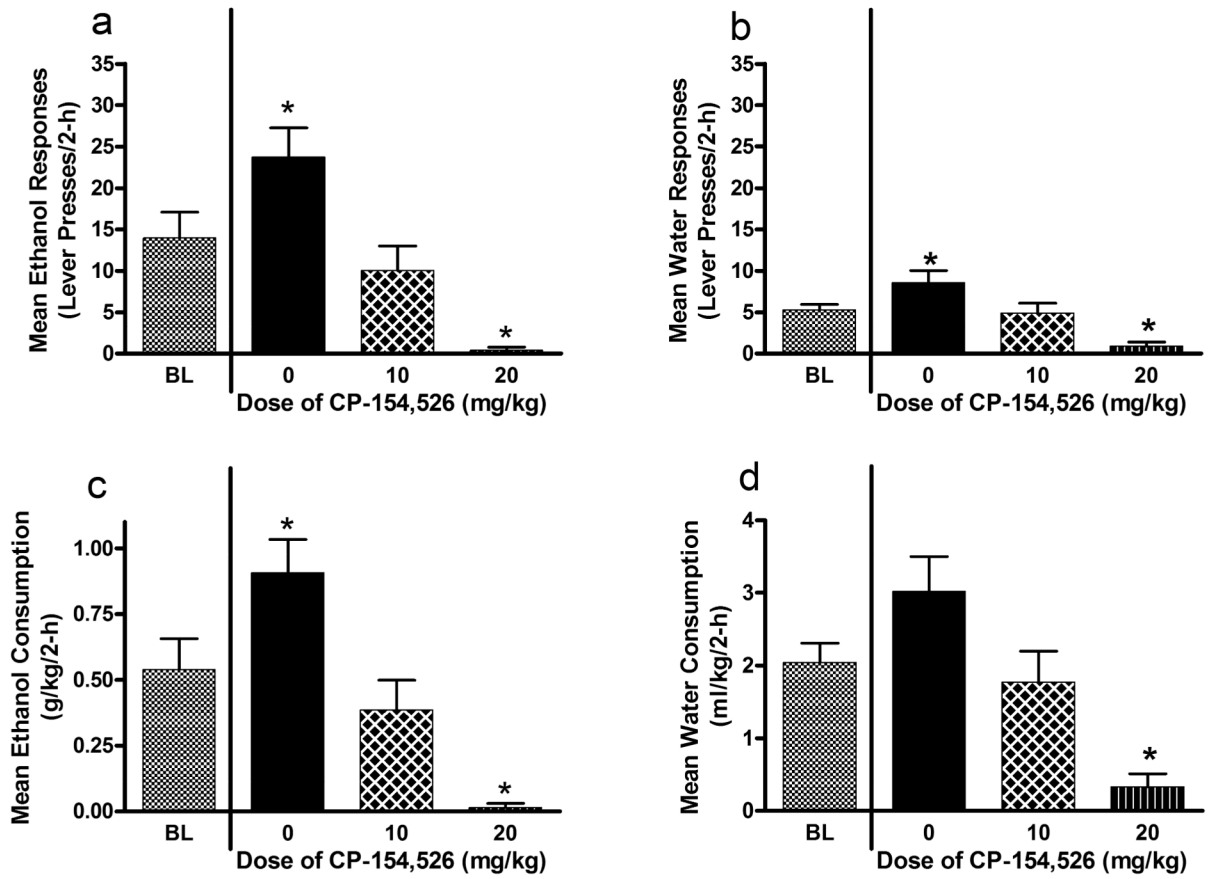 a
Mean Ethanol Responses
(Lever Presses/2-h)
35
30
25
20
15
10
5
0
*
*
BL
0
10
20
Dose of CP-154,526 (mg/kg)
b
Mean Water Responses
(Lever Presses/2-h)
35
30
25
20
15
10
5
0
*
*
BL
0
10
20
Dose of CP-154,526 (mg/kg)
c
Mean Ethanol Consumption
(g/kg/2-h)
1.00
0.75
0.50
0.25
0.00
*
*
BL
0
10
20
Dose of CP-154,526 (mg/kg)
d
Mean Water Consumption
(ml/kg/2-h)
4
3
2
1
0
*
BL
0
10
20
Dose of CP-154,526 (mg/kg)